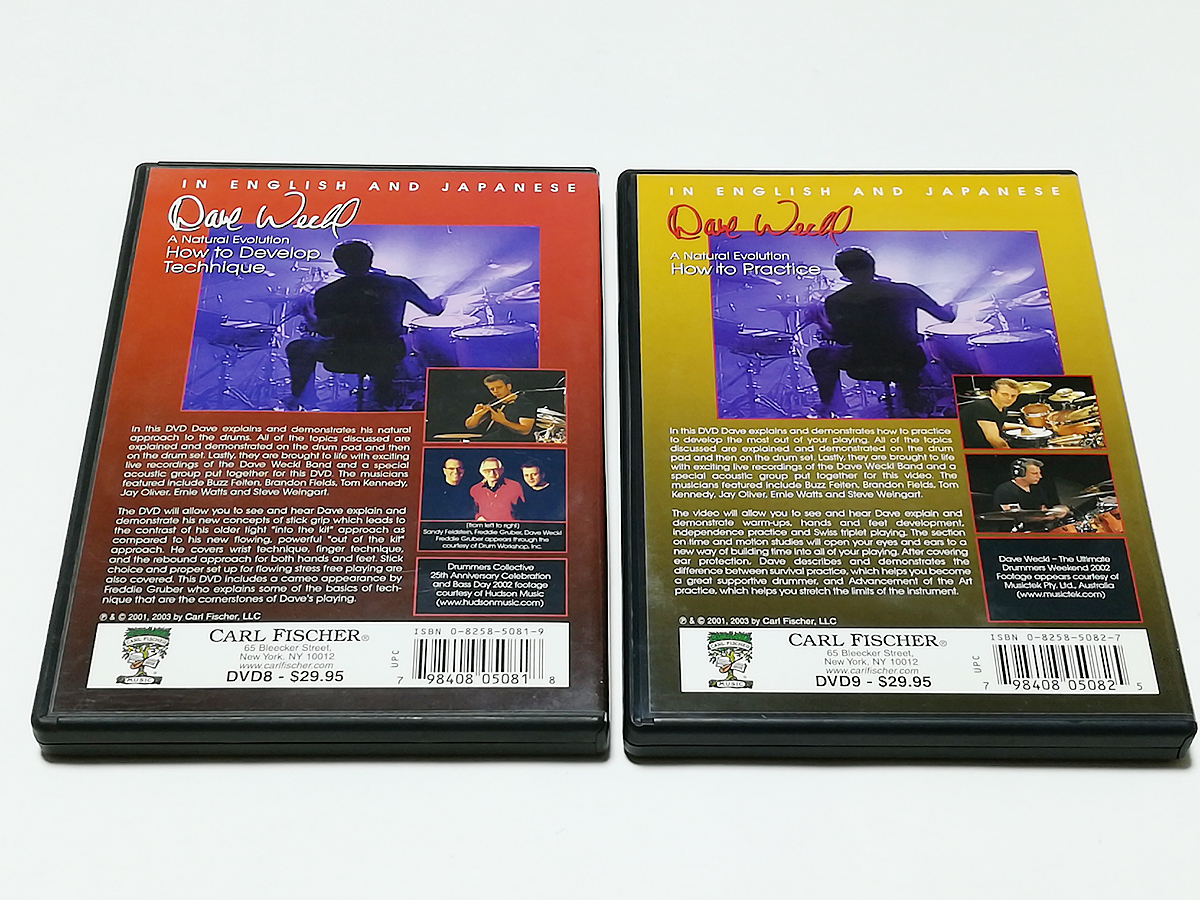 IN ENGLISH AND JAPANESE
Dave Weckl
A Natural Evolution
How to Develop
Technique
In this DVD Dave explains and demonstrates his natural
approach to the drums. All of the topics discussed are
explained and demonstrated on the drum pad and then
on the drum set. Lastly, they are brought to life with exciting
live recordings of the Dave Weckl Band and a special
acoustic group put together for this DVD. The musicians
featured include Buzz Feiten, Brandon Fields, Tom Kennedy,
Jay Oliver, Ernie Watts and Steve Weingart.
The DVD will allow you to see and hear Dave explain and
demonstrate his new concepts of stick grip which leads to
the contrast of his older tight "into the kit" approach as
compared to his new flowing, powerful "out of the kit"
approach. He covers wrist technique, finger technique,
and the rebound approach for both hands and feet. Stick
choice and proper set up for flowing stress free playing are
also covered. This DVD includes a cameo appearance by
Freddie Gruber who explains some of the basics of tech-
nique that are the cornerstones of Dave's playing.
(from left to right)
Sandy Feldstein, Freddie Gruber, Dave Weckl
Freddie Gruber appears through the
courtesy of Drum Workshop, Inc.
Drummers Collective
25th Anniversary Celebration
and Bass Day 2002 footage
courtesy of Hudson Music
(www.hudsonmusic.com)
℗ & © 2001, 2003 by Carl Fischer, LLC
CARL FISCHER
MUSIC
CARL FISCHER®
65 Bleecker Street,
New York, NY 10012
www.carlfischer.com
DVD8 - $29.95
ISBN 0-8258-5081-9
UPC
7 98408 05081 8
IN ENGLISH AND JAPANESE
Dave Weckl
A Natural Evolution
How to Practice
In this DVD Dave explains and demonstrates how to practice
to develop the most out of your playing. All of the topics
discussed are explained and demonstrated on the drum
pad and then on the drum set. Lastly, they are brought to life
with exciting live recordings of the Dave Weckl Band and a
special acoustic group put together for this video. The
musicians featured include Buzz Feiten, Brandon Fields, Tom
Kennedy, Jay Oliver, Ernie Watts and Steve Weingart.
The video will allow you to see and hear Dave explain and
demonstrate warm-ups, hands and feet development,
independence practice and Swiss triplet playing. The section
on time and motion studies will open your eyes and ears to a
new way of building time into all of your playing. After covering
ear protection, Dave describes and demonstrates the
difference between survival practice, which helps you become
a great supportive drummer, and Advancement of the Art
practice, which helps you stretch the limits of the instrument.
Dave Weckl – The Ultimate
Drummers Weekend 2002
Footage appears courtesy of
Musictek Pty. Ltd., Australia
(www.musictek.com)
℗ & © 2001, 2003 by Carl Fischer, LLC
CARL FISCHER
MUSIC
CARL FISCHER®
65 Bleecker Street,
New York, NY 10012
www.carlfischer.com
DVD9 - $29.95
ISBN 0-8258-5082-7
UPC
7 98408 05082 5